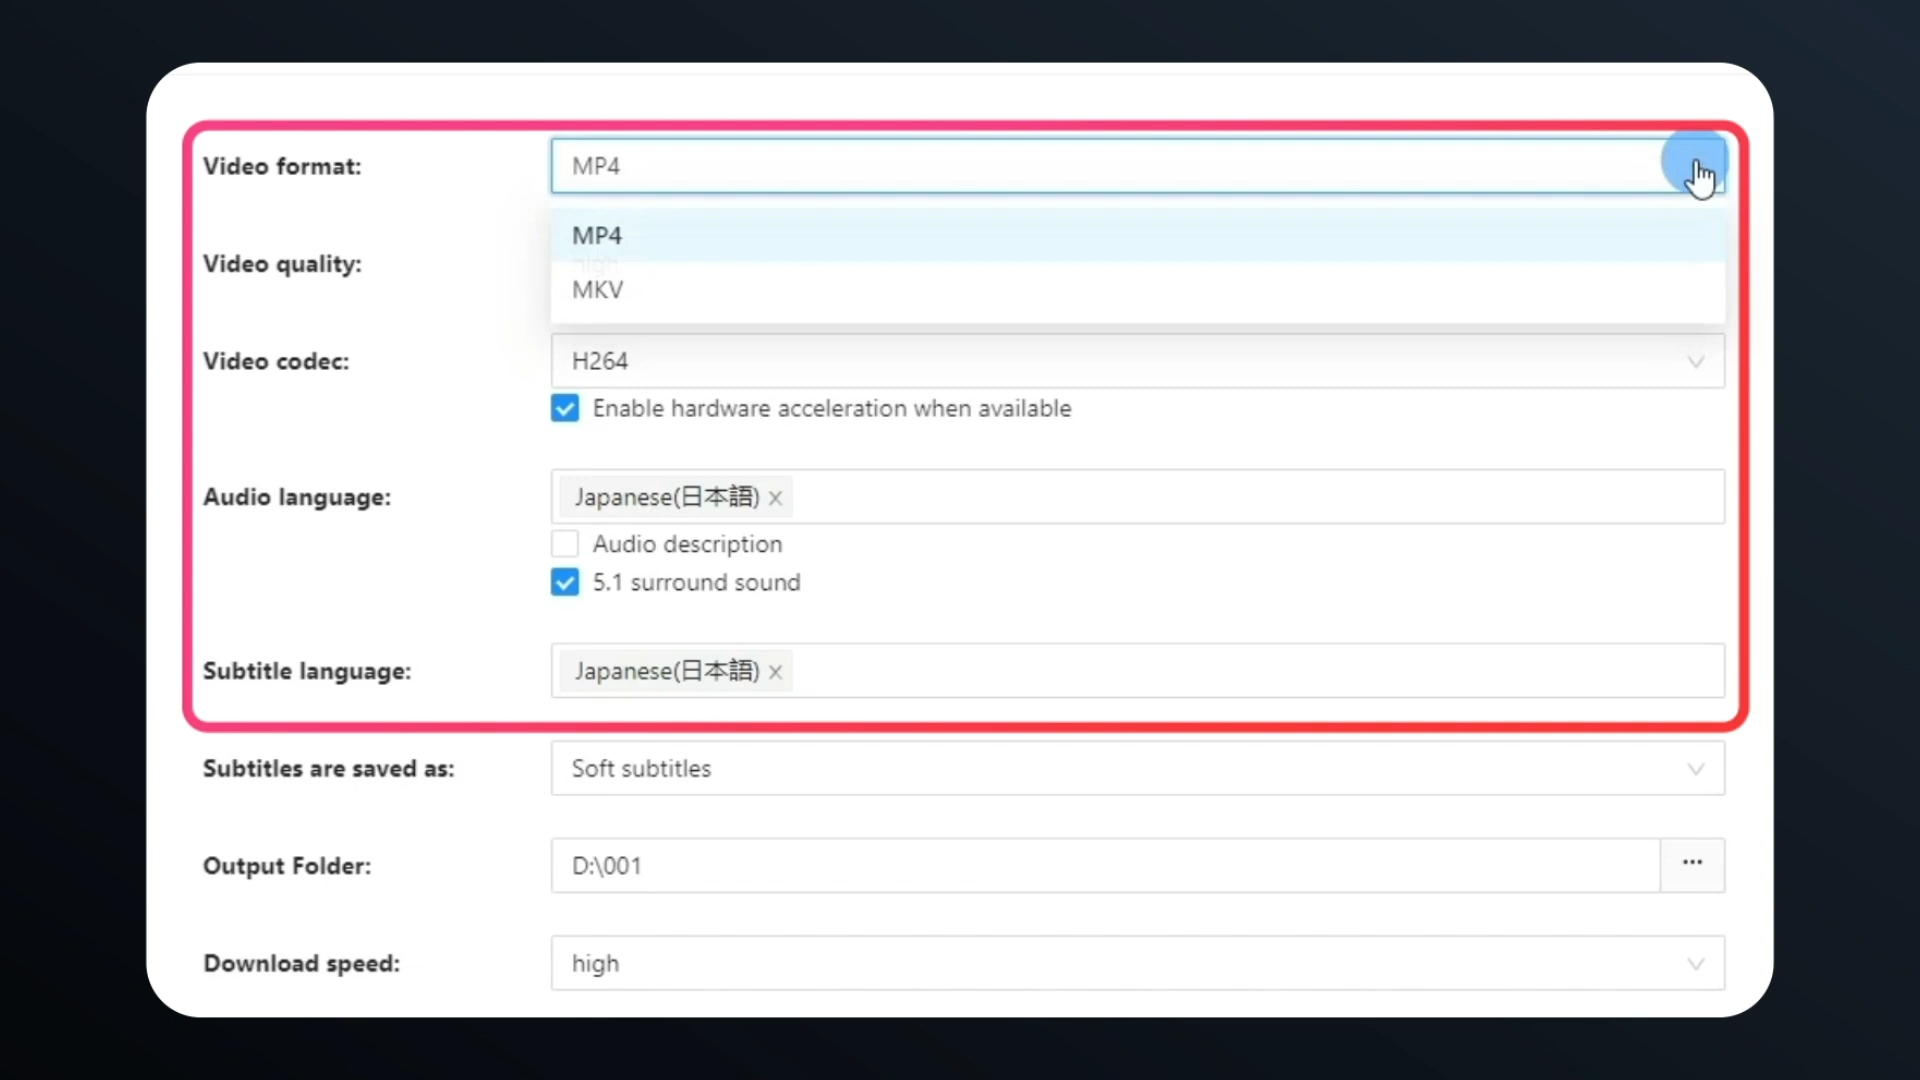 Video format:
MP4
MP4
Video quality:
high
MKV
Video codec:
H264
Enable hardware acceleration when available
Audio language:
Japanese(日本語) ×
Audio description
5.1 surround sound
Subtitle language:
Japanese(日本語) ×
Subtitles are saved as:
Soft subtitles
Output Folder:
D:\001
...
Download speed:
high